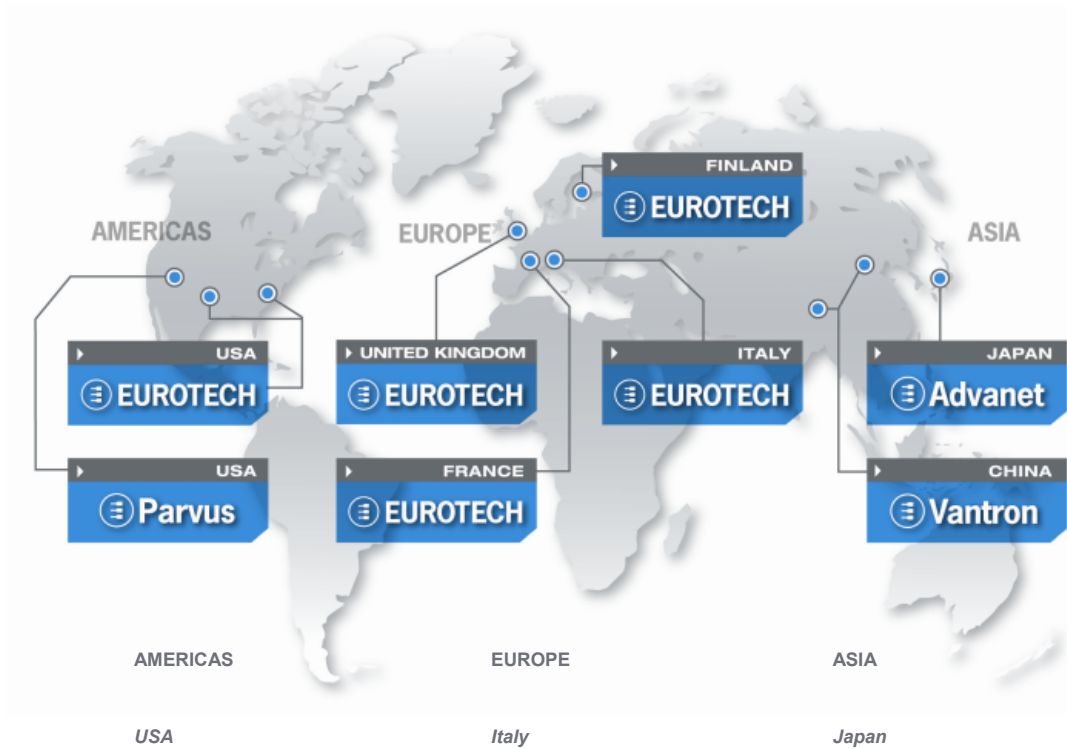 FINLAND
EUROTECH
AMERICAS
EUROPE
ASIA
USA
EUROTECH
UNITED KINGDOM
EUROTECH
ITALY
EUROTECH
JAPAN
Advanet
USA
Parvus
FRANCE
EUROTECH
CHINA
Vantron
AMERICAS
EUROPE
ASIA
USA
Italy
Japan